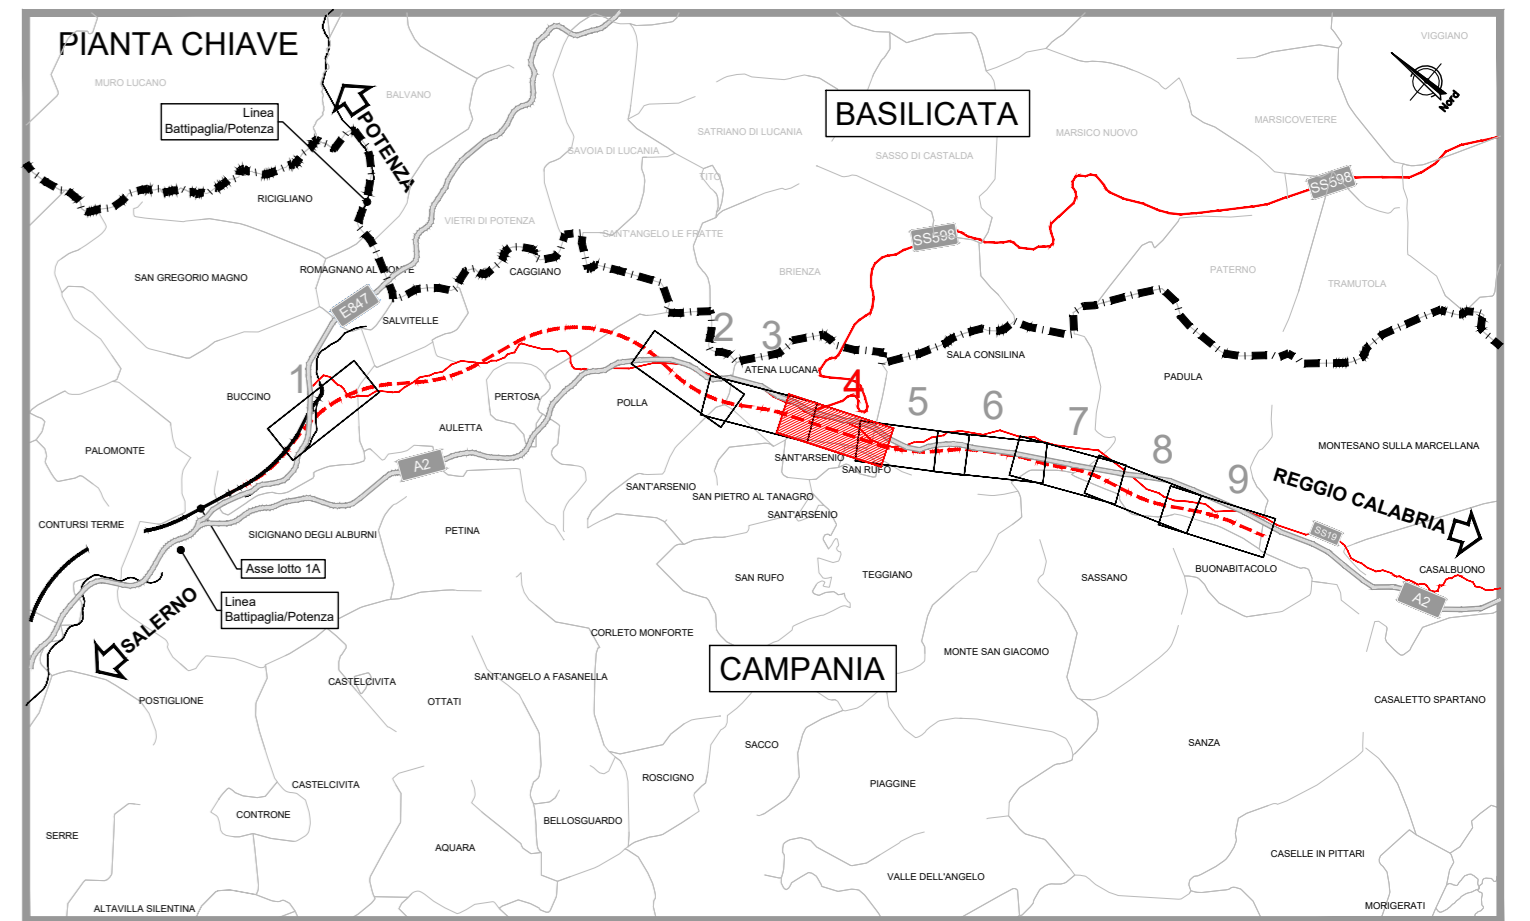 PIANTA CHIAVE
VIGGIANO
MURO LUCANO
BALVANO
Linea
Battipaglia/Potenza
POTENZA
BASILICATA
Nord
SATRIANO DI LUCANIA
MARSICO NUOVO
MARSICOVETERE
SAVOIA DI LUCANIA
SASSO DI CASTALDA
TITO
SS598
RICIGLIANO
VIETRI DI POTENZA
SANT'ANGELO LE FRATTE
SS598
SAN GREGORIO MAGNO
ROMAGNANO AL MONTE
CAGGIANO
BRIENZA
PATERNO
TRAMUTOLA
E847
SALVITELLE
2
3
SALA CONSILINA
ATENA LUCANA
PADULA
1
4
BUCCINO
PERTOSA
POLLA
5
6
7
AULETTA
PALOMONTE
MONTESANO SULLA MARCELLANA
A2
SANT'ARSENIO
SAN RUFO
8
9
SANT'ARSENIO
SAN PIETRO AL TANAGRO
SANT'ARSENIO
REGGIO CALABRIA
CONTURSI TERME
SICIGNANO DEGLI ALBURNI
PETINA
SS19
Asse lotto 1A
SAN RUFO
TEGGIANO
SASSANO
BUONABITACOLO
CASALBUONO
A2
Linea
Battipaglia/Potenza
SALERNO
CORLETO MONFORTE
CAMPANIA
MONTE SAN GIACOMO
SANT'ANGELO A FASANELLA
CASTELCIVITA
POSTIGLIONE
OTTATI
CASALETTO SPARTANO
SACCO
SANZA
ROSCIGNO
PIAGGINE
CASTELCIVITA
CONTRONE
BELLOSGUARDO
SERRE
AQUARA
CASELLE IN PITTARI
VALLE DELL'ANGELO
ALTAVILLA SILENTINA
MORIGERATI